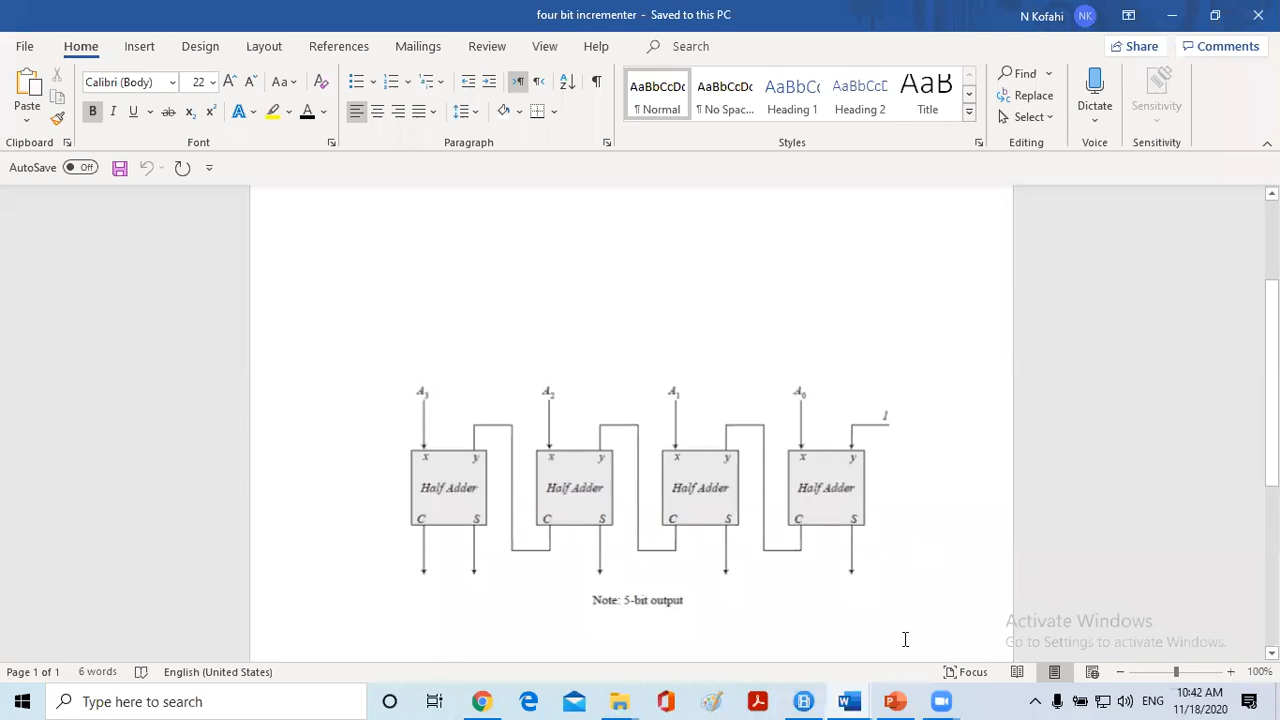 four bit incrementer - Saved to this PC
N Kofahi NK
File Home Insert Design Layout References Mailings Review View Help Search Share Comments
Paste
Calibri (Body) 22
Aa
B I U ab x₂ x² A A
AaBbCcDc AaBbCcDc AaBbCc AaBbCcD AaB
¶ Normal ¶ No Spac... Heading 1 Heading 2 Title
Find
Replace
Select
Dictate
Sensitivity
Clipboard Font Paragraph Styles Editing Voice Sensitivity
AutoSave Off
A₃ A₂ A₁ A₀
1
x y x y x y x y
Half Adder Half Adder Half Adder Half Adder
C S C S C S C S
Note: 5-bit output
Activate Windows
Go to Settings to activate Windows.
Page 1 of 1 6 words English (United States) Focus 100%
Type here to search
ENG
10:42 AM
11/18/2020